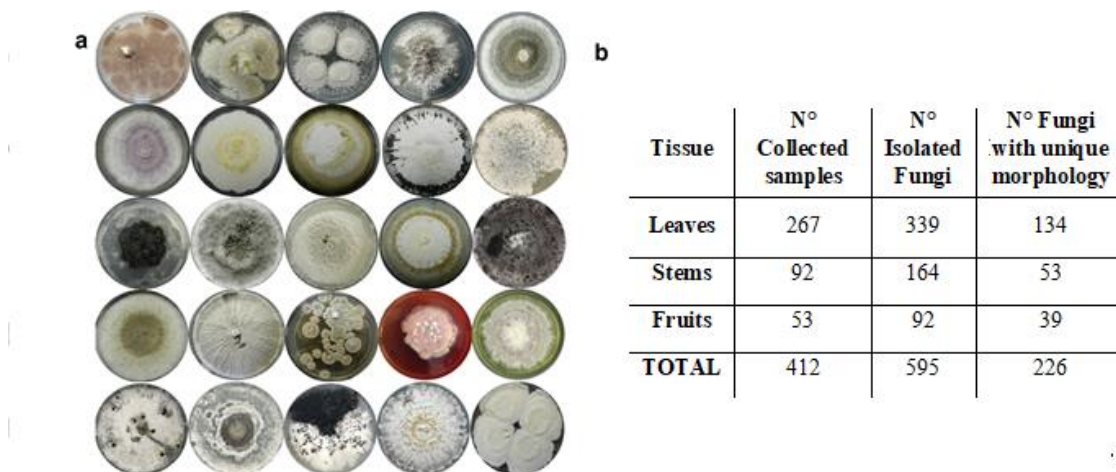 a
b
Tissue N° Collected samples N° Isolated Fungi N° Fungi with unique morphology
Leaves 267 339 134
Stems 92 164 53
Fruits 53 92 39
TOTAL 412 595 226